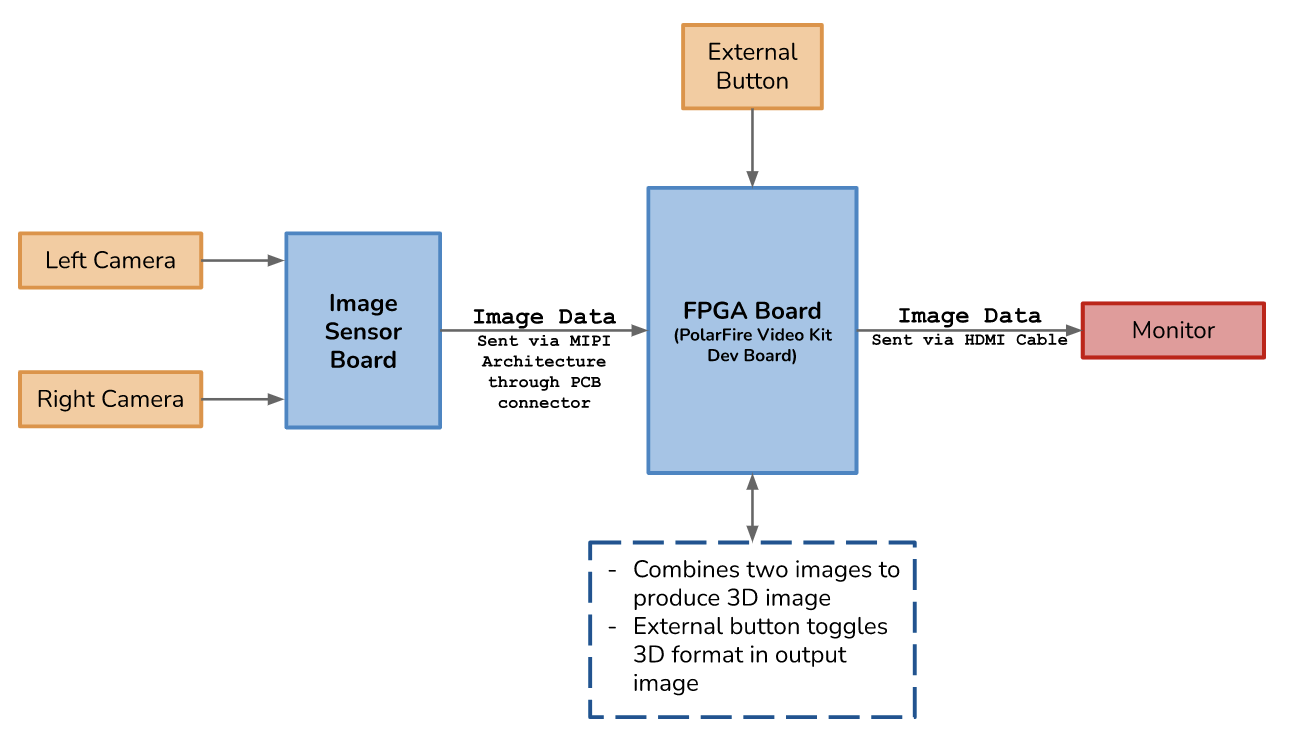 External
Button
Left Camera
Right Camera
Image
Sensor
Board
Image Data
Sent via MIPI
Architecture
through PCB
connector
FPGA Board
(PolarFire Video Kit
Dev Board)
Image Data
Sent via HDMI Cable
Monitor
- Combines two images to
produce 3D image
- External button toggles
3D format in output
image